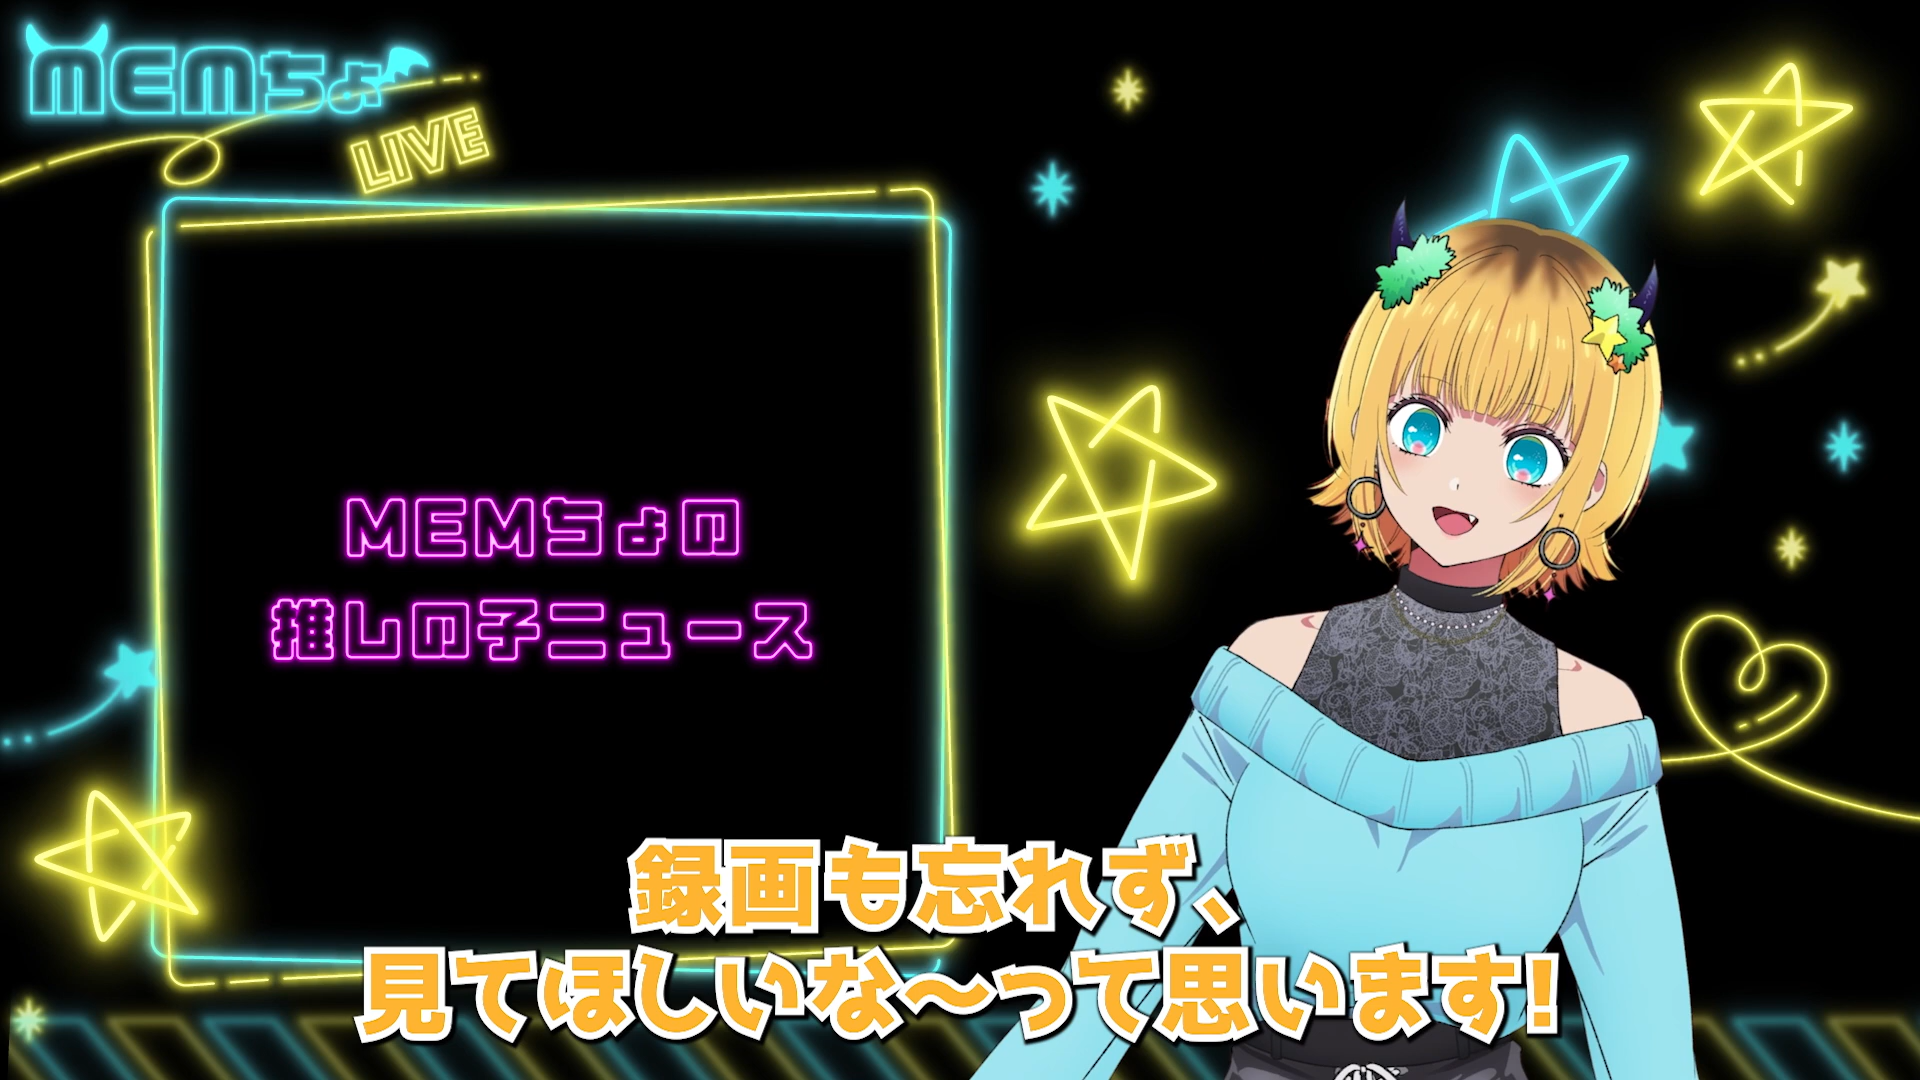 MEMちょ
LIVE
MEMちょの
推しの子ニュース
録画も忘れず、
見てほしいな～って思います!